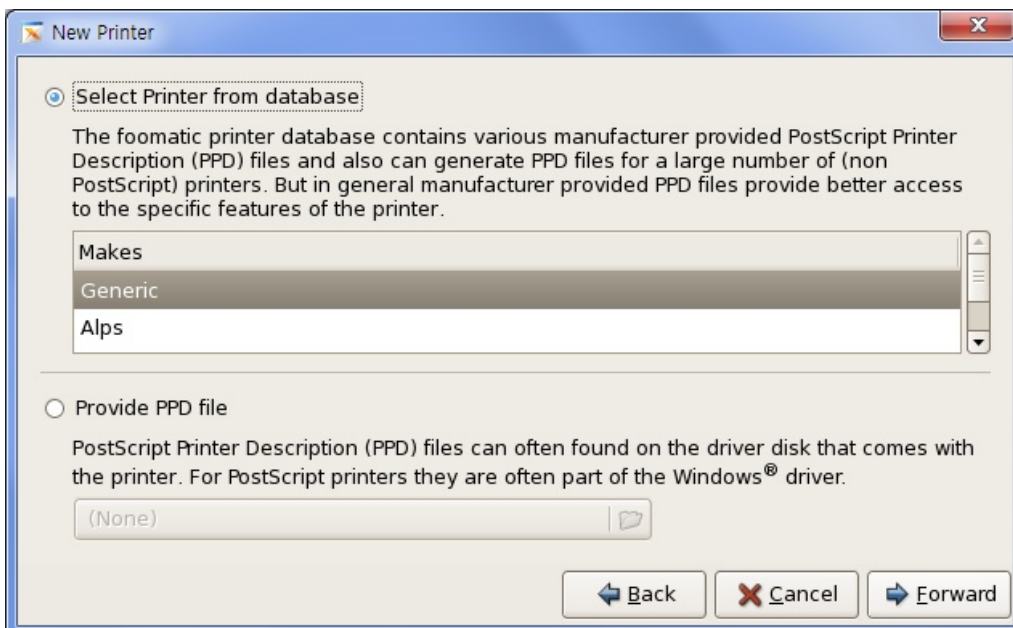 New Printer
Select Printer from database
The foomatic printer database contains various manufacturer provided PostScript Printer
Description (PPD) files and also can generate PPD files for a large number of (non
PostScript) printers. But in general manufacturer provided PPD files provide better access
to the specific features of the printer.
Makes
Generic
Alps
Provide PPD file
PostScript Printer Description (PPD) files can often found on the driver disk that comes with
the printer. For PostScript printers they are often part of the Windows® driver.
(None)
Back Cancel Forward